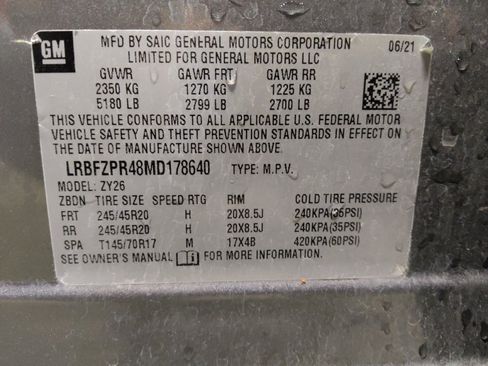 GM
MFD BY SAIC GENERAL MOTORS CORPORATION 06/21
LIMITED FOR GENERAL MOTORS LLC
GVWR GAWR FRT GAWR RR
2350 KG 1270 KG 1225 KG
5180 LB 2799 LB 2700 LB
THIS VEHICLE CONFORMS TO ALL APPLICABLE U.S. FEDERAL MOTOR
VEHICLE SAFETY AND THEFT PREVENTION STANDARDS IN EFFECT ON
THE DATE OF MANUFACTURE SHOWN ABOVE.
LRBFZPR48MD178640 TYPE: M.P.V.
MODEL: ZY26
ZBDN TIRE SIZE SPEED RTG RIM COLD TIRE PRESSURE
FRT 245/45R20 H 20X8.5J 240KPA(35PSI)
RR 245/45R20 H 20X8.5J 240KPA(35PSI)
SPA T145/70R17 M 17X4B 420KPA(60PSI)
SEE OWNER'S MANUAL FOR MORE INFORMATION.